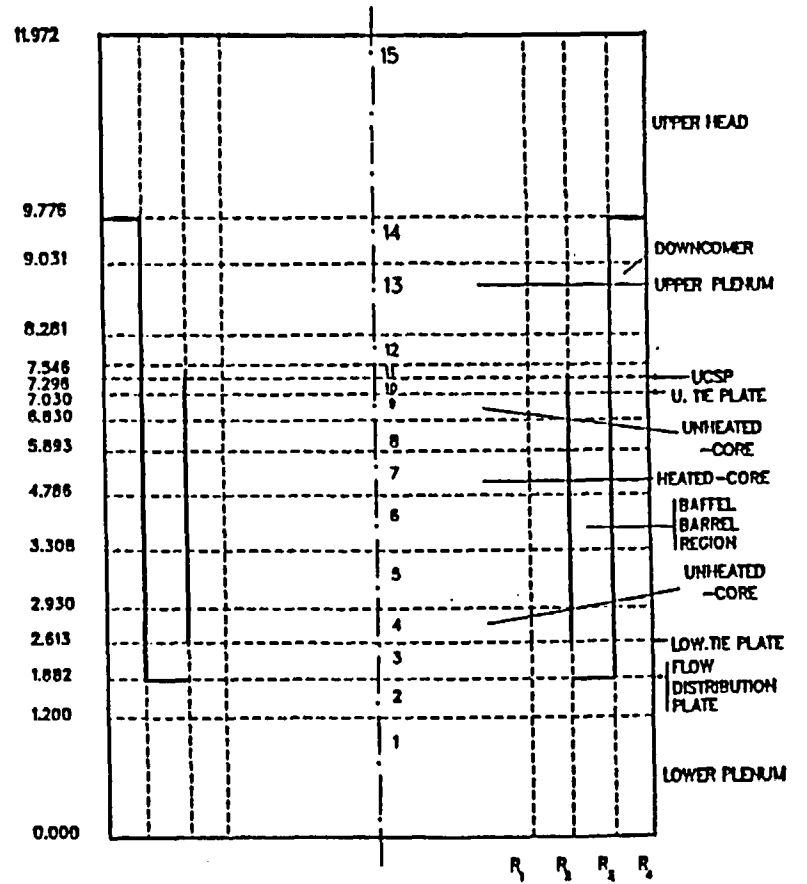 11.972
15
UPPER HEAD
9.776
14
DOWNCOMER
9.031
13
UPPER PLENUM
8.281
12
7.546
11
UCSP
7.296
10
U. TIE PLATE
7.030
9
6.830
UNHEATED
-CORE
8
5.893
7
HEATED-CORE
4.786
BAFFEL
6
BARREL
REGION
3.308
5
UNHEATED
-CORE
2.930
4
2.613
LOW.TIE PLATE
3
FLOW
1.882
DISTRIBUTION
2
PLATE
1.200
1
LOWER PLENUM
0.000
R1 R2 R3 R4